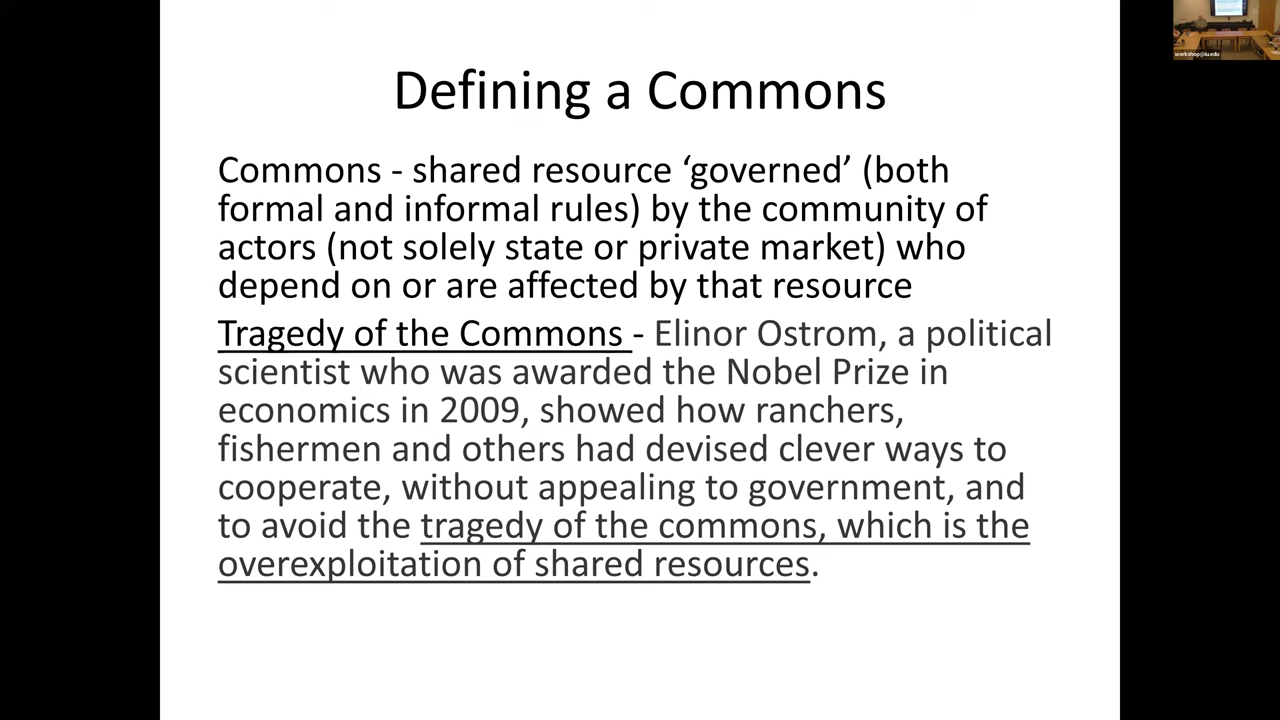 Defining a Commons
Commons - shared resource ‘governed’ (both
formal and informal rules) by the community of
actors (not solely state or private market) who
depend on or are affected by that resource
Tragedy of the Commons - Elinor Ostrom, a political
scientist who was awarded the Nobel Prize in
economics in 2009, showed how ranchers,
fishermen and others had devised clever ways to
cooperate, without appealing to government, and
to avoid the tragedy of the commons, which is the
overexploitation of shared resources.
workshop@iu.edu